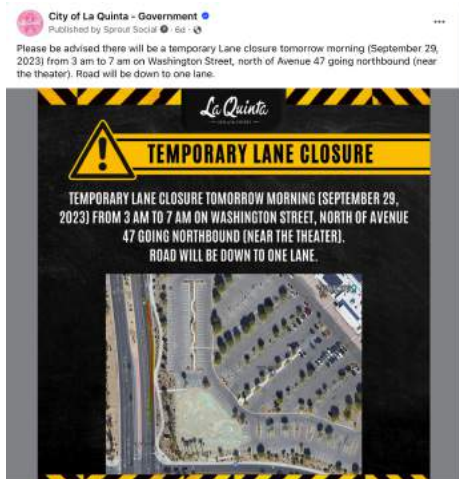 City of La Quinta - Government
Published by Sprout Social · 6d ·
Please be advised there will be a temporary Lane closure tomorrow morning (September 29,
2023) from 3 am to 7 am on Washington Street, north of Avenue 47 going northbound (near
the theater). Road will be down to one lane.
La Quinta
TEMPORARY LANE CLOSURE
TEMPORARY LANE CLOSURE TOMORROW MORNING (SEPTEMBER 29,
2023) FROM 3 AM TO 7 AM ON WASHINGTON STREET, NORTH OF AVENUE
47 GOING NORTHBOUND (NEAR THE THEATER).
ROAD WILL BE DOWN TO ONE LANE.